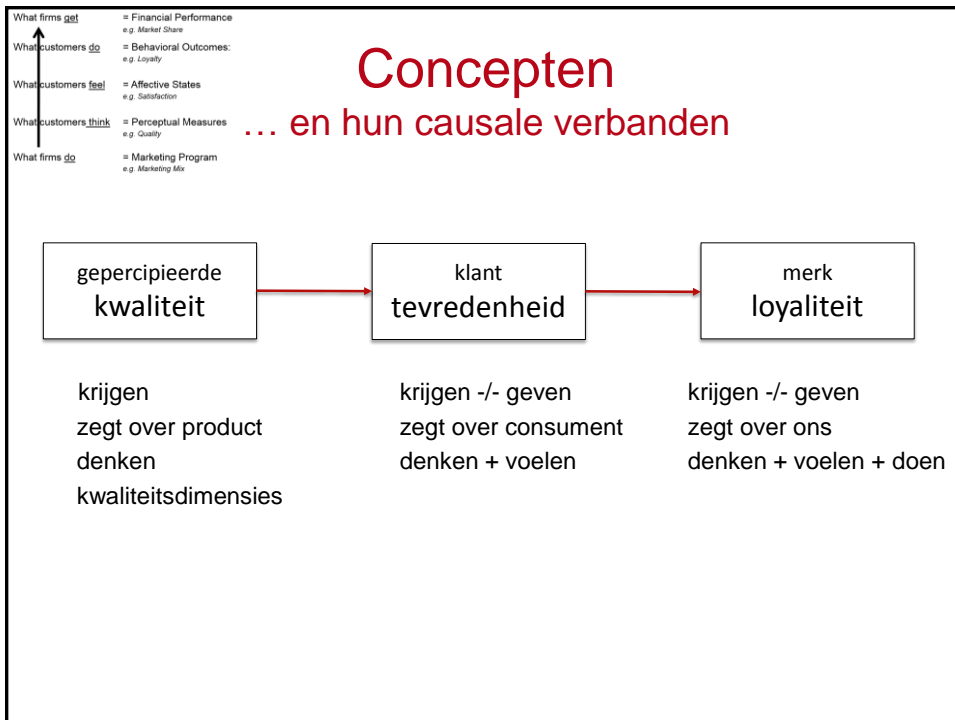 What firms get = Financial Performance
e.g. Market Share
What customers do = Behavioral Outcomes:
e.g. Loyalty
What customers feel = Affective States
e.g. Satisfaction
What customers think = Perceptual Measures
e.g. Quality
What firms do = Marketing Program
e.g. Marketing Mix
Concepten
… en hun causale verbanden
gepercipieerde
kwaliteit
klant
tevredenheid
merk
loyaliteit
krijgen
zegt over product
denken
kwaliteitsdimensies
krijgen -/- geven
zegt over consument
denken + voelen
krijgen -/- geven
zegt over ons
denken + voelen + doen